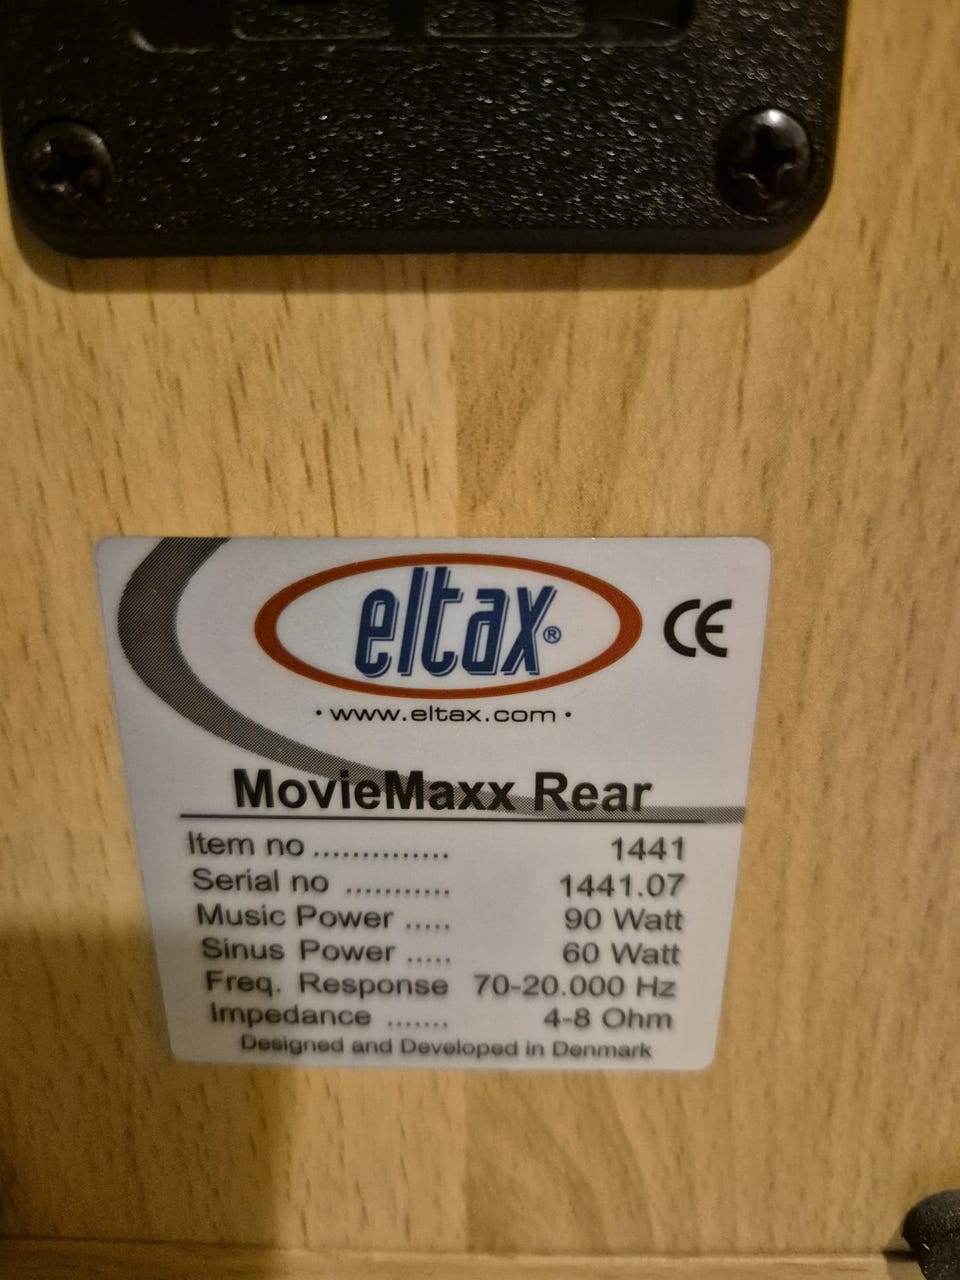 eltax®
CE
• www.eltax.com •
MovieMaxx Rear
Item no .............. 1441
Serial no ........... 1441.07
Music Power ..... 90 Watt
Sinus Power ..... 60 Watt
Freq. Response 70-20.000 Hz
Impedance ....... 4-8 Ohm
Designed and Developed in Denmark